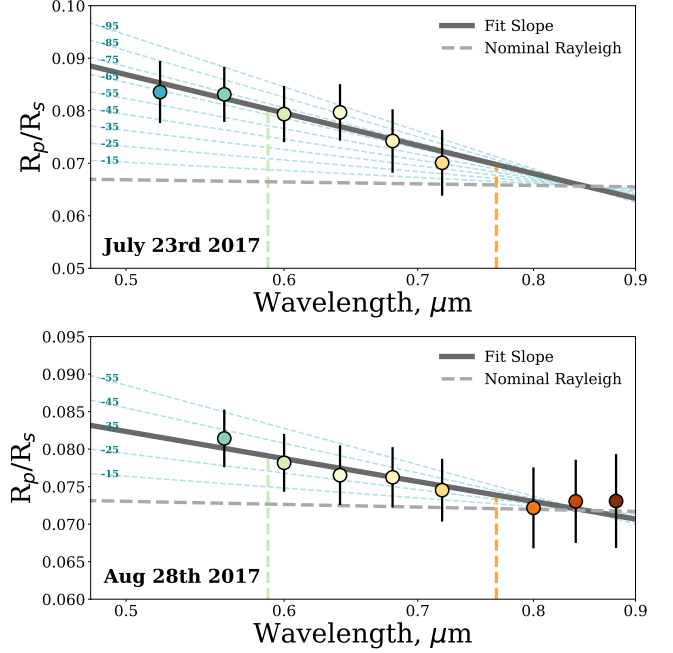 0.10
0.09
0.08
0.07
0.06
0.05
Rp/Rs
-95
-85
-75
-65
-55
-45
-35
-25
-15
Fit Slope
Nominal Rayleigh
July 23rd 2017
0.5 0.6 0.7 0.8 0.9
Wavelength, μm
0.095
0.090
0.085
0.080
0.075
0.070
0.065
0.060
Rp/Rs
-55
-45
-35
-25
-15
Fit Slope
Nominal Rayleigh
Aug 28th 2017
0.5 0.6 0.7 0.8 0.9
Wavelength, μm